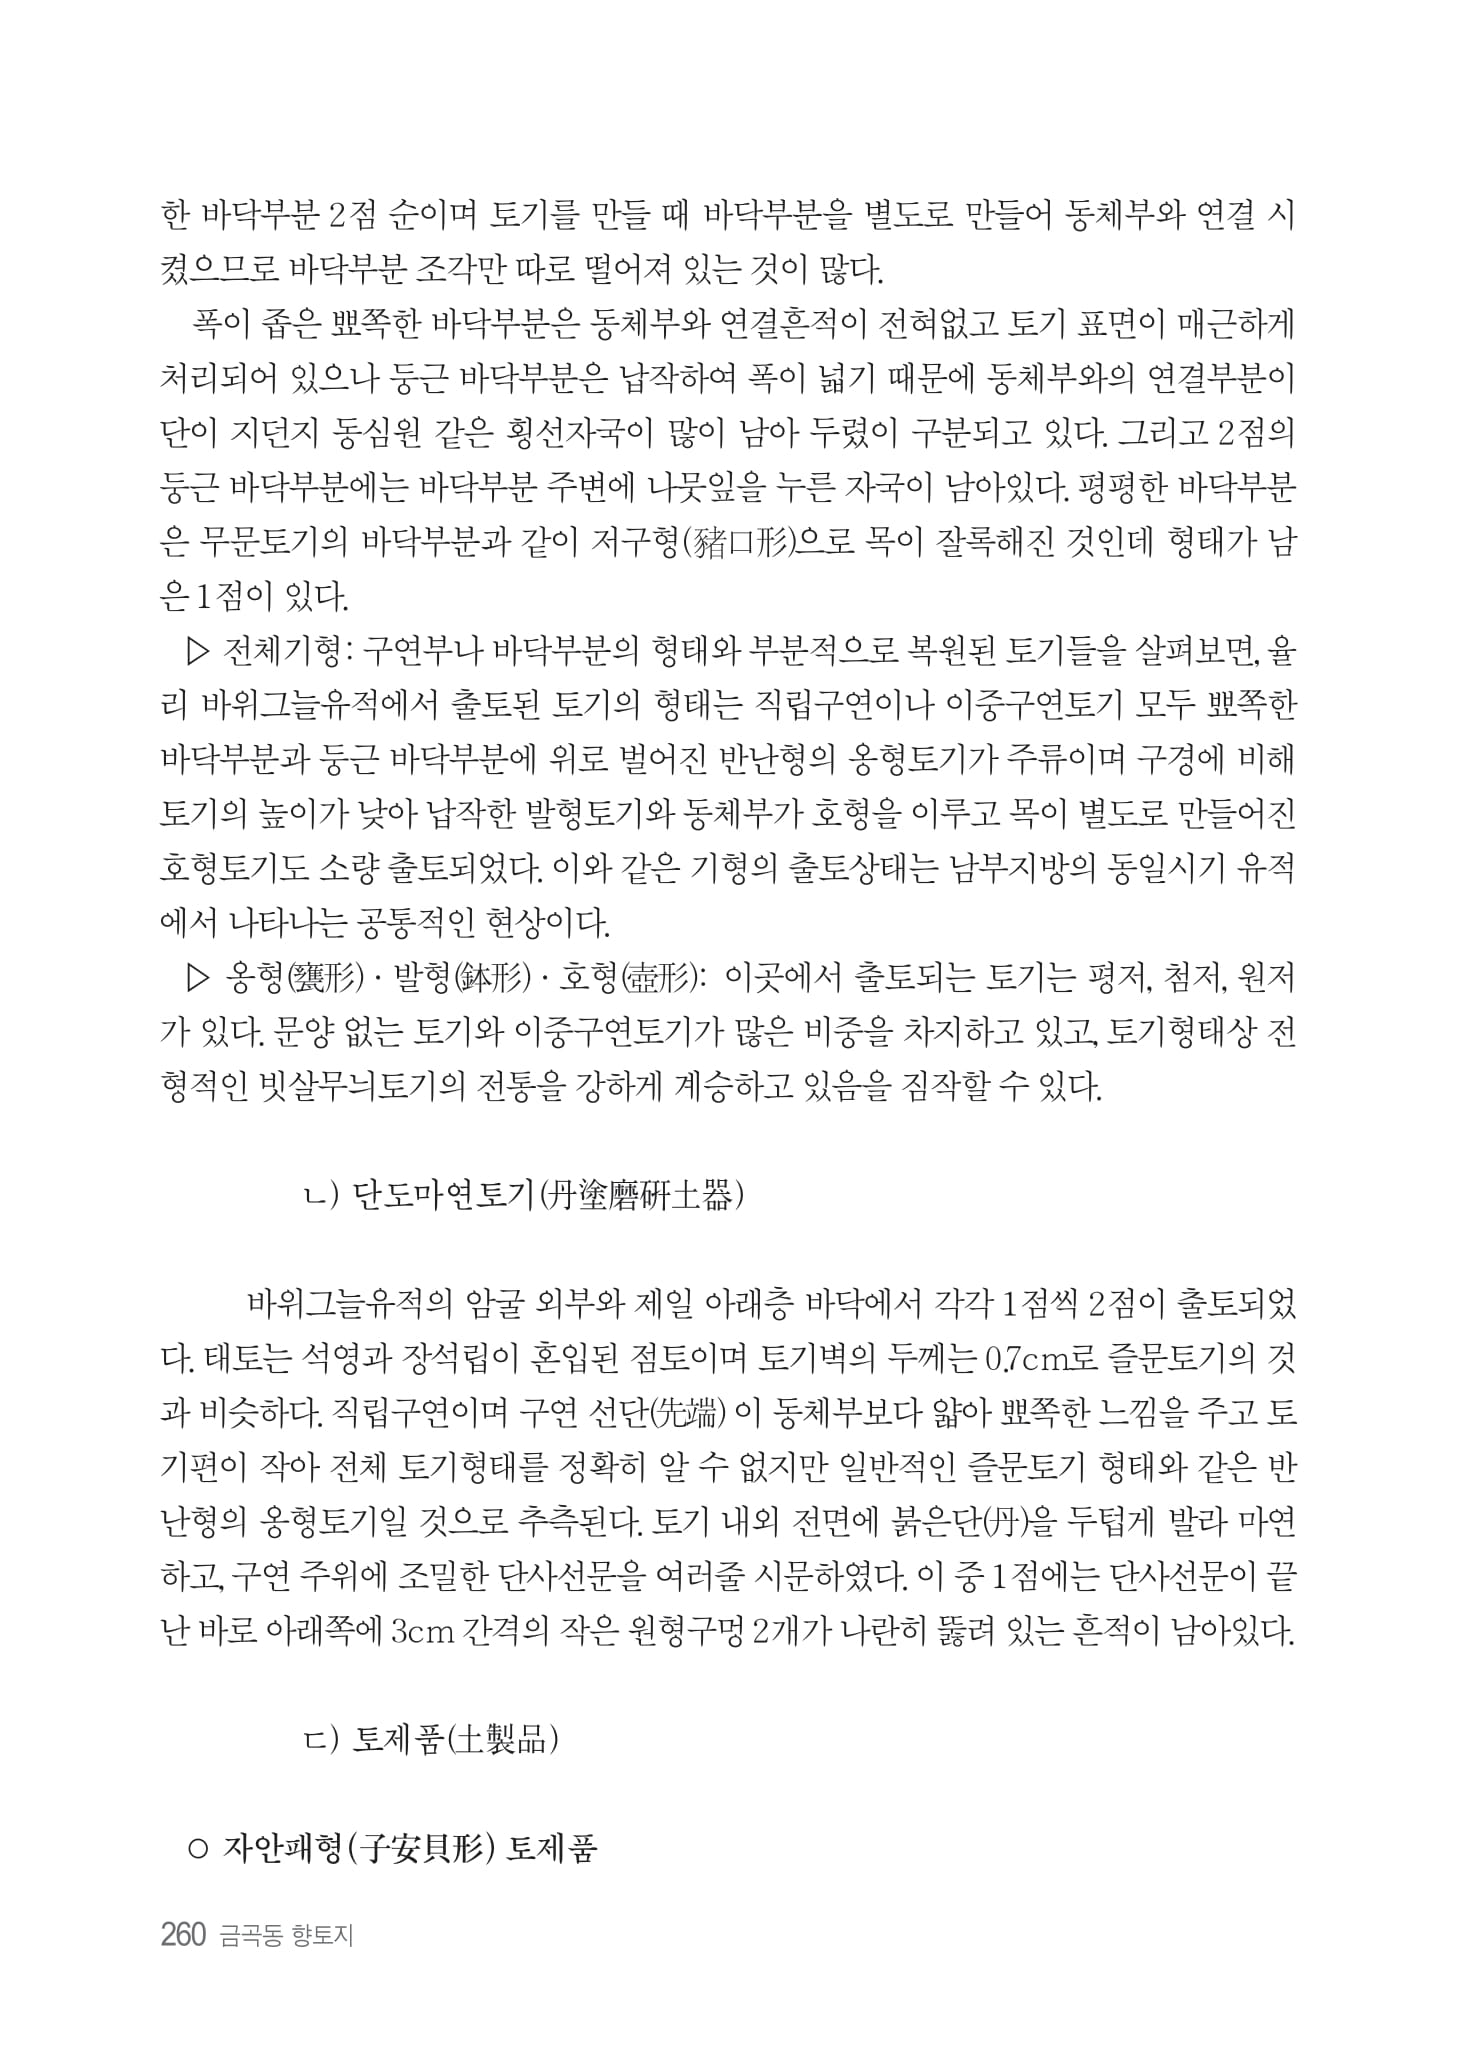 한 바닥부분 2점 순이며 토기를 만들 때 바닥부분을 별도로 만들어 동체부와 연결 시
켰으므로 바닥부분 조각만 따로 떨어져 있는 것이 많다.
폭이 좁은 뾰쪽한 바닥부분은 동체부와 연결흔적이 전혀없고 토기 표면이 매근하게
처리되어 있으나 둥근 바닥부분은 납작하여 폭이 넓기 때문에 동체부와의 연결부분이
단이 지던지 동심원 같은 횡선자국이 많이 남아 두렸이 구분되고 있다. 그리고 2점의
둥근 바닥부분에는 바닥부분 주변에 나뭇잎을 누른 자국이 남아있다. 평평한 바닥부분
은 무문토기의 바닥부분과 같이 저구형(豬口形)으로 목이 잘록해진 것인데 형태가 남
은 1점이 있다.
▷ 전체기형: 구연부나 바닥부분의 형태와 부분적으로 복원된 토기들을 살펴보면, 율
리 바위그늘유적에서 출토된 토기의 형태는 직립구연이나 이중구연토기 모두 뾰쪽한
바닥부분과 둥근 바닥부분에 위로 벌어진 반난형의 옹형토기가 주류이며 구경에 비해
토기의 높이가 낮아 납작한 발형토기와 동체부가 호형을 이루고 목이 별도로 만들어진
호형토기도 소량 출토되었다. 이와 같은 기형의 출토상태는 남부지방의 동일시기 유적
에서 나타나는 공통적인 현상이다.
▷ 옹형(甕形) · 발형(鉢形) · 호형(壺形): 이곳에서 출토되는 토기는 평저, 첨저, 원저
가 있다. 문양 없는 토기와 이중구연토기가 많은 비중을 차지하고 있고, 토기형태상 전
형적인 빗살무늬토기의 전통을 강하게 계승하고 있음을 짐작할 수 있다.
ㄴ) 단도마연토기(丹塗磨硏土器)
바위그늘유적의 암굴 외부와 제일 아래층 바닥에서 각각 1점씩 2점이 출토되었
다. 태토는 석영과 장석립이 혼입된 점토이며 토기벽의 두께는 0.7cm로 즐문토기의 것
과 비슷하다. 직립구연이며 구연 선단(先端) 이 동체부보다 얇아 뾰쪽한 느낌을 주고 토
기편이 작아 전체 토기형태를 정확히 알 수 없지만 일반적인 즐문토기 형태와 같은 반
난형의 옹형토기일 것으로 추측된다. 토기 내외 전면에 붉은단(丹)을 두텁게 발라 마연
하고, 구연 주위에 조밀한 단사선문을 여러줄 시문하였다. 이 중 1점에는 단사선문이 끝
난 바로 아래쪽에 3cm 간격의 작은 원형구멍 2개가 나란히 뚫려 있는 흔적이 남아있다.
ㄷ) 토제품(土製品)
○ 자안패형(子安貝形) 토제품
260 금곡동 향토지